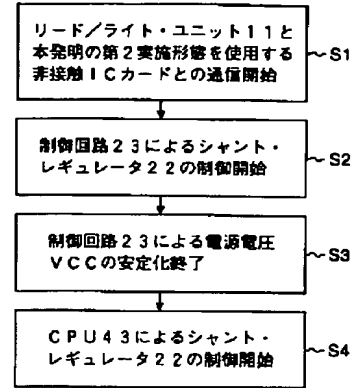 リード/ライト・ユニット11と
本発明の第2実施形態を使用する
非接触ICカードとの通信開始
S1
制御回路23によるシャント・
レギュレータ22の制御開始
S2
制御回路23による電源電圧
VCCの安定化終了
S3
CPU43によるシャント・
レギュレータ22の制御開始
S4